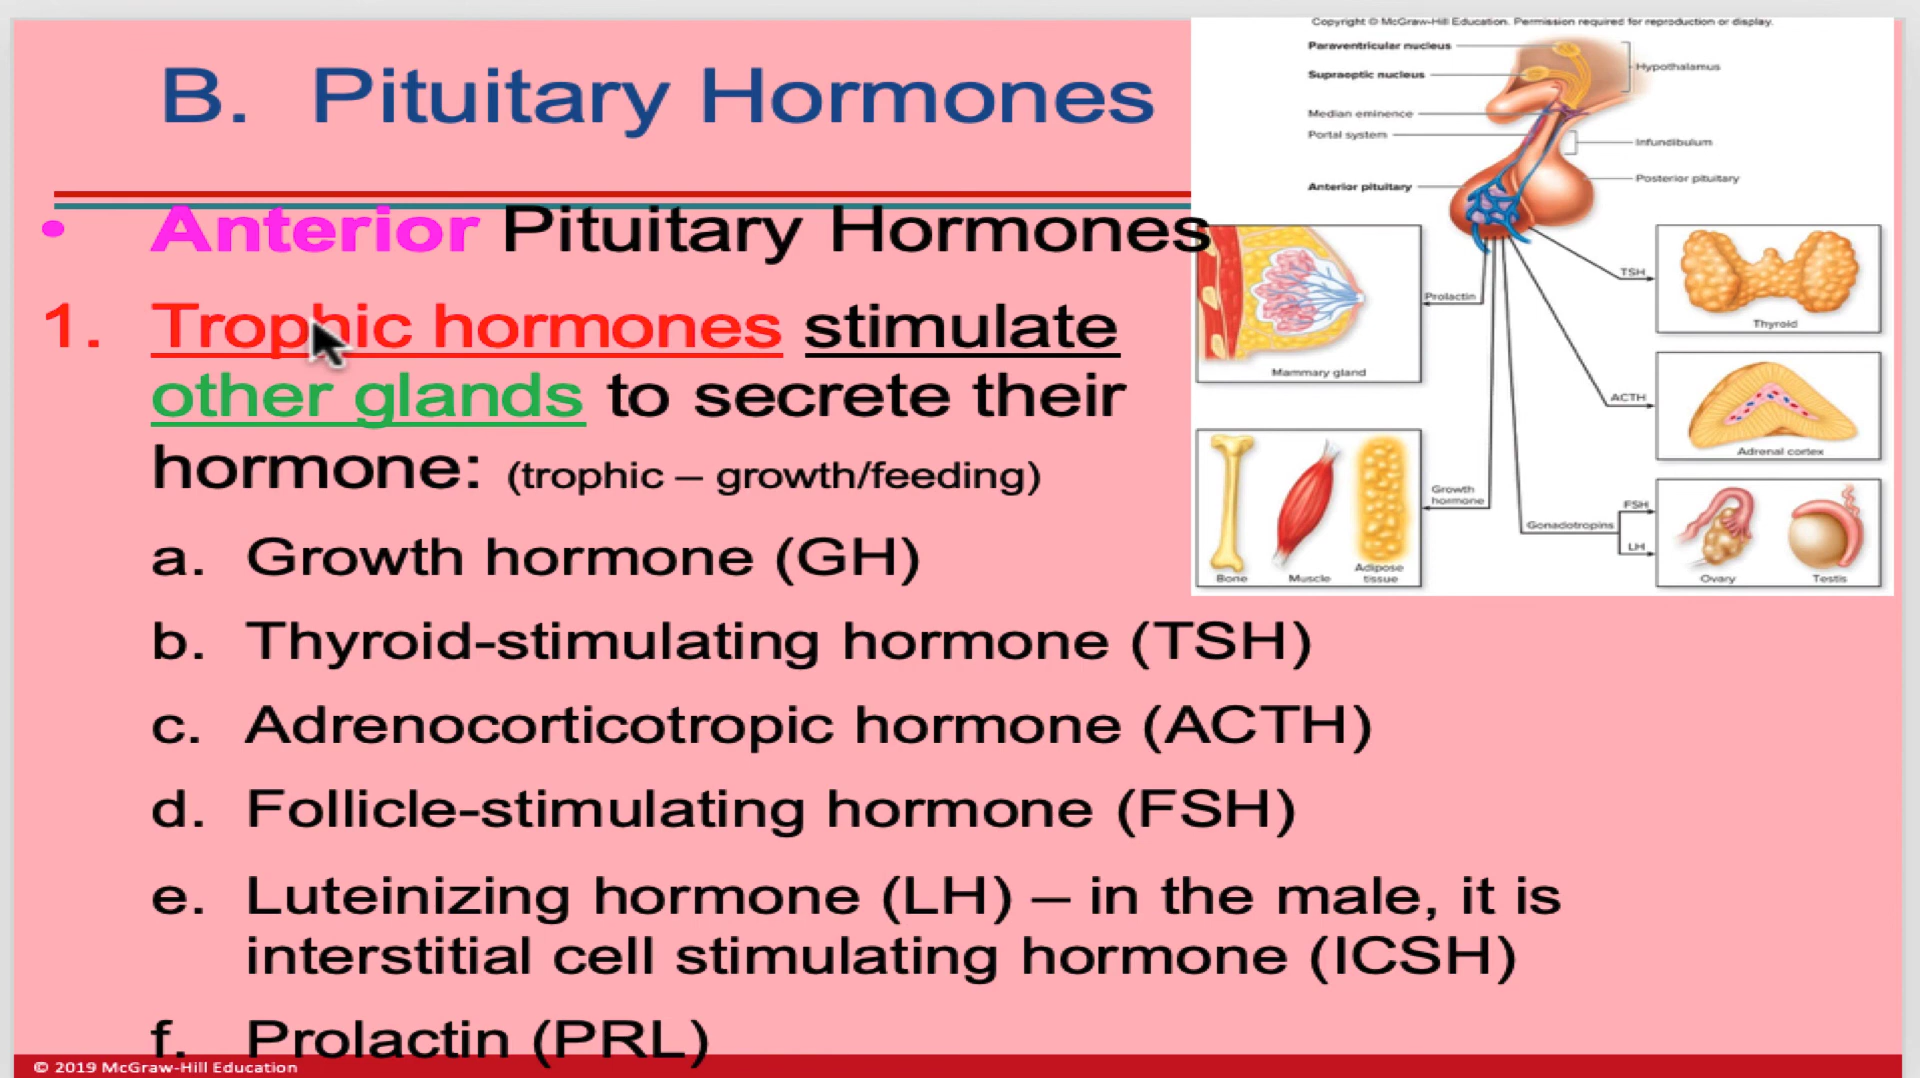 Copyright © McGraw-Hill Education. Permission required for reproduction or display.
B. Pituitary Hormones
Paraventricular nucleus
Hypothalamus
Supraoptic nucleus
Median eminence
Portal system
Infundibulum
Posterior pituitary
Anterior pituitary
• Anterior Pituitary Hormones
1. Trophic hormones stimulate
other glands to secrete their
hormone: (trophic – growth/feeding)
a. Growth hormone (GH)
b. Thyroid-stimulating hormone (TSH)
c. Adrenocorticotropic hormone (ACTH)
d. Follicle-stimulating hormone (FSH)
e. Luteinizing hormone (LH) – in the male, it is
interstitial cell stimulating hormone (ICSH)
f. Prolactin (PRL)
TSH
Thyroid
Prolactin
Mammary gland
ACTH
Adrenal cortex
Growth
hormone
Gonadotropins
FSH
LH
Bone
Muscle
Adipose
tissue
Ovary
Testis
© 2019 McGraw-Hill Education